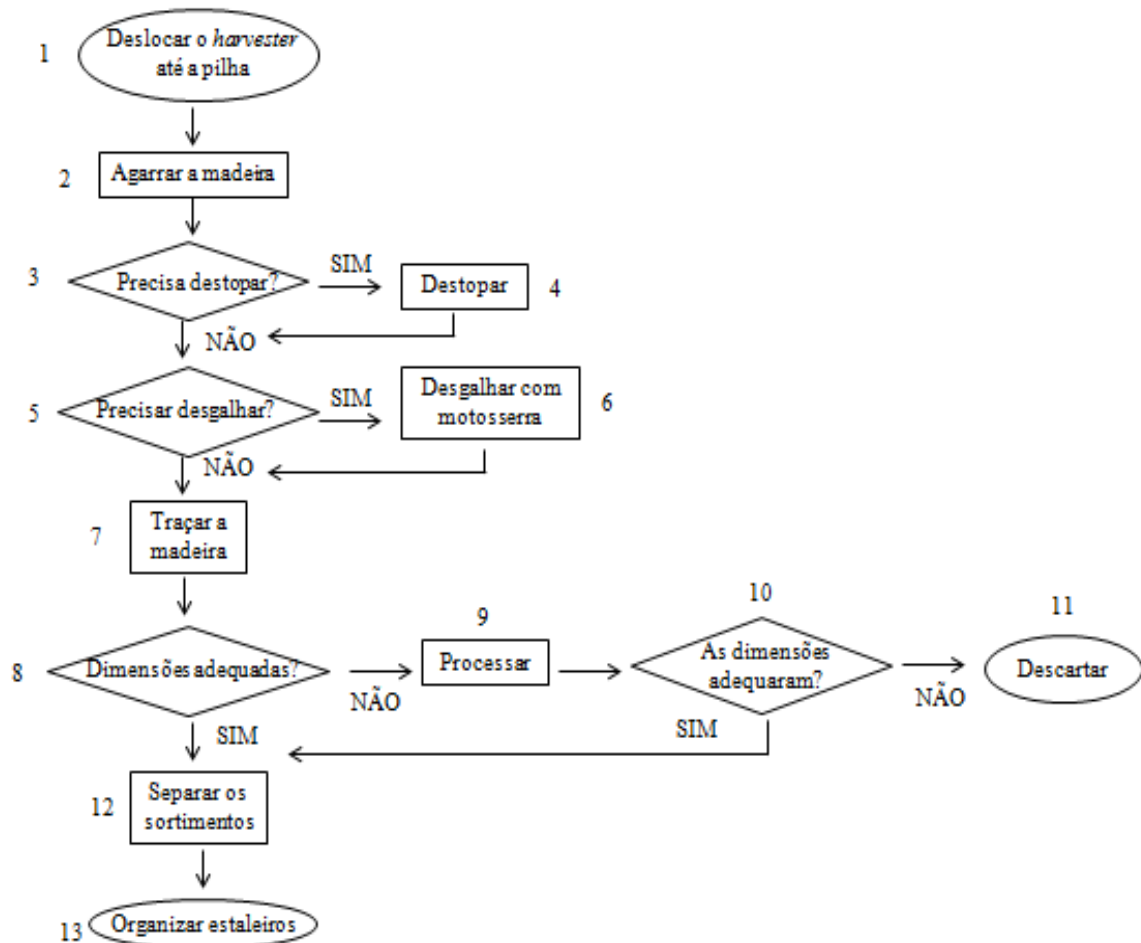 1
Deslocar o harvester
até a pilha
2
Agarrar a madeira
3
Precisa destopar?
SIM
Destopar
4
NÃO
5
Precisar desgalhar?
SIM
Desgalhar com
motosserra
6
NÃO
7
Traçar a
madeira
8
Dimensões adequadas?
NÃO
9
Processar
10
As dimensões
adequaram?
NÃO
11
Descartar
SIM
SIM
12
Separar os
sortimentos
13
Organizar estaleiros